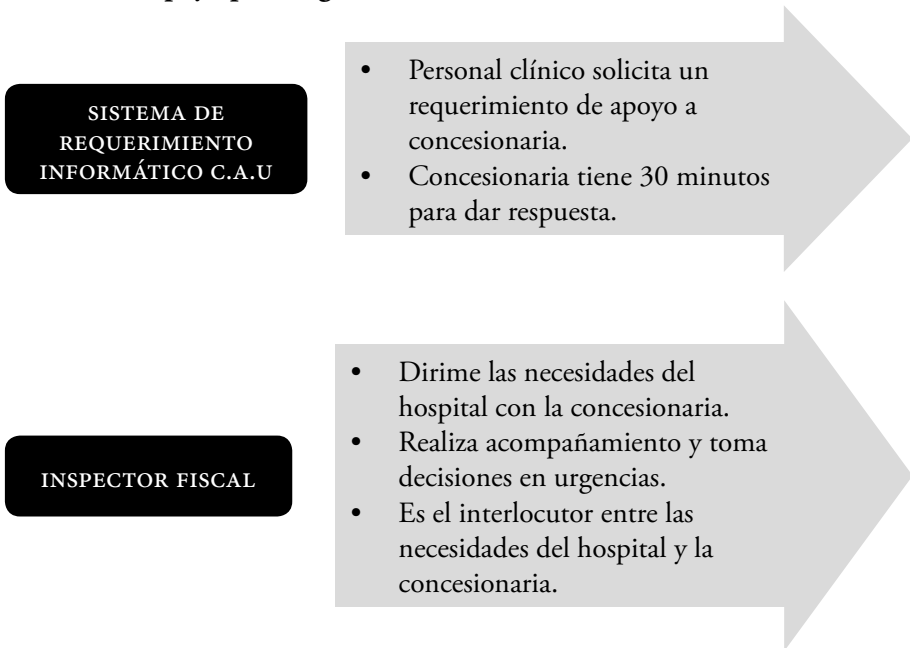 SISTEMA DE
REQUERIMIENTO
INFORMÁTICO C.A.U
• Personal clínico solicita un
requerimiento de apoyo a
concesionaria.
• Concesionaria tiene 30 minutos
para dar respuesta.
INSPECTOR FISCAL
• Dirime las necesidades del
hospital con la concesionaria.
• Realiza acompañamiento y toma
decisiones en urgencias.
• Es el interlocutor entre las
necesidades del hospital y la
concesionaria.